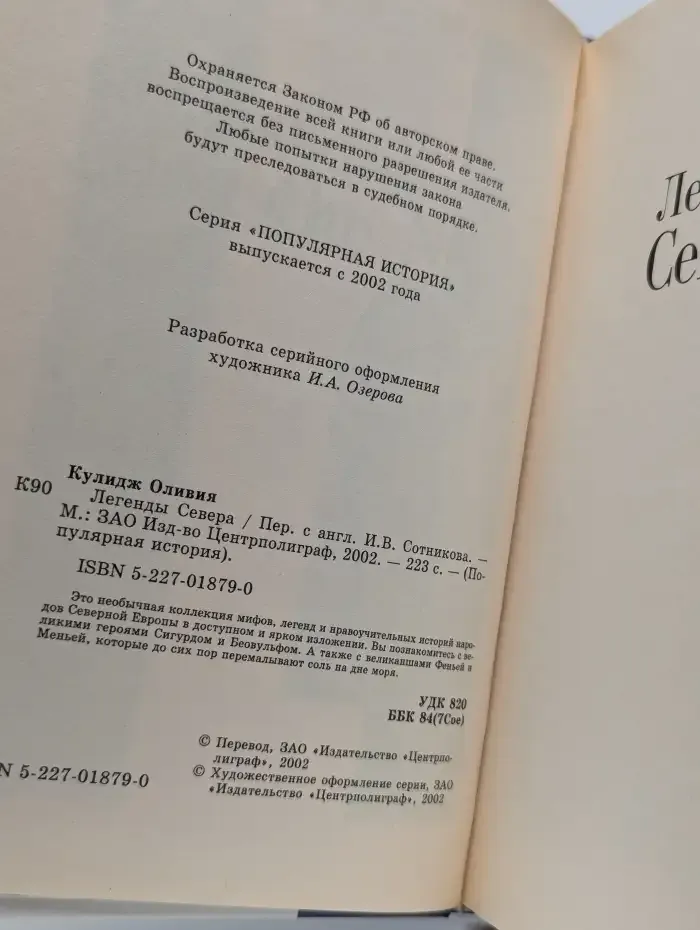 Охраняется Законом РФ об авторском праве.
Воспроизведение всей книги или любой ее части
воспрещается без письменного разрешения издателя.
Любые попытки нарушения закона
будут преследоваться в судебном порядке.
Серия «ПОПУЛЯРНАЯ ИСТОРИЯ»
выпускается с 2002 года
Разработка серийного оформления
художника И.А. Озерова
Кулидж Оливия
К90 Легенды Севера / Пер. с англ. И.В. Сотникова. —
М.: ЗАО Изд-во Центрполиграф, 2002. — 223 с. — (По-
пулярная история).
ISBN 5-227-01879-0
Это необычная коллекция мифов, легенд и нравоучительных историй наро-
дов Северной Европы в доступном и ярком изложении. Вы познакомитесь с ве-
ликими героями Сигурдом и Беовульфом. А также с великаншами Феньей и
Меньей, которые до сих пор перемалывают соль на дне моря.
УДК 820
ББК 84(7Сое)
© Перевод, ЗАО «Издательство «Центрпо-
лиграф», 2002
© Художественное оформление серии, ЗАО
«Издательство «Центрполиграф», 2002
N 5-227-01879-0
Ле
Се